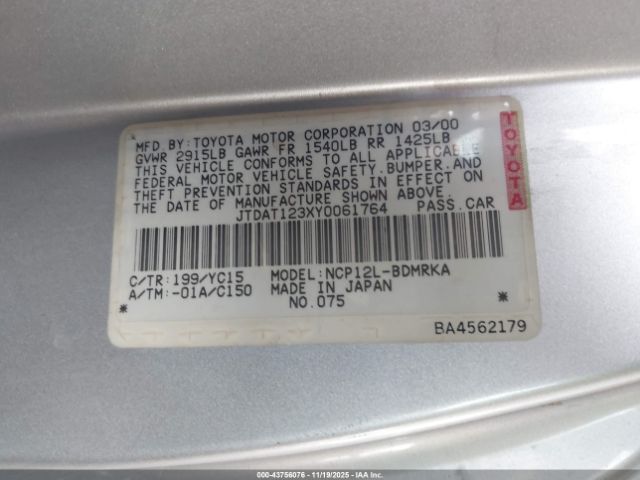 MFD.BY:TOYOTA MOTOR CORPORATION 03/00
GVWR 2915LB GAWR FR 1540LB RR 1425LB
THIS VEHICLE CONFORMS TO ALL APPLICABLE
FEDERAL MOTOR VEHICLE SAFETY.BUMPER.AND
THEFT PREVENTION STANDARDS IN EFFECT ON
THE DATE OF MANUFACTURE SHOWN ABOVE.
JTDAT123XY0061764 PASS.CAR
TOYOTA
C/TR:199/YC15 MODEL:NCP12L-BDMRKA
A/TM:-01A/C150 MADE IN JAPAN
* NO.075 *
BA4562179
000-43756076 - 11/19/2025 - IAAI.COM